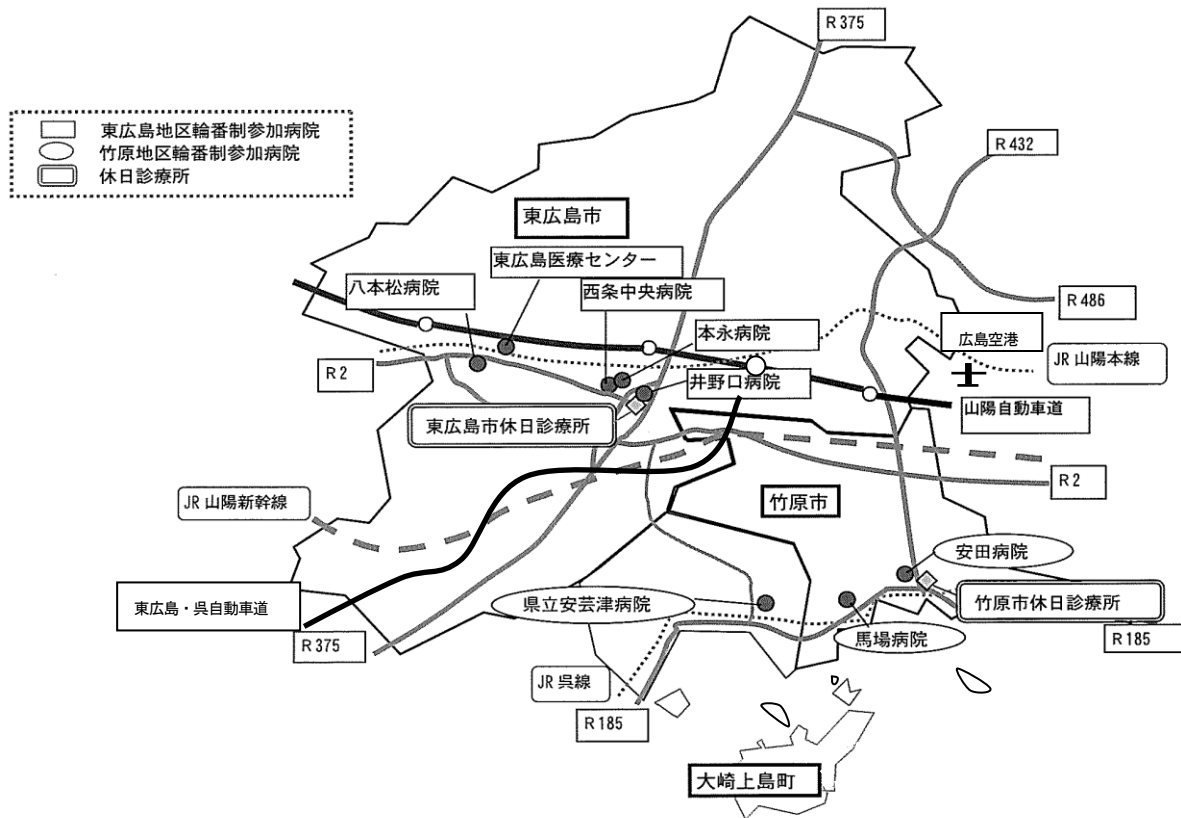 R 375
東広島地区輪番制参加病院
竹原地区輪番制参加病院
休日診療所
R 432
東広島市
東広島医療センター
八本松病院
西条中央病院
R 486
本永病院
広島空港
JR 山陽本線
R 2
井野口病院
山陽自動車道
東広島市休日診療所
R 2
JR 山陽新幹線
竹原市
安田病院
東広島・呉自動車道
県立安芸津病院
竹原市休日診療所
馬場病院
R 185
R 375
JR 呉線
R 185
大崎上島町